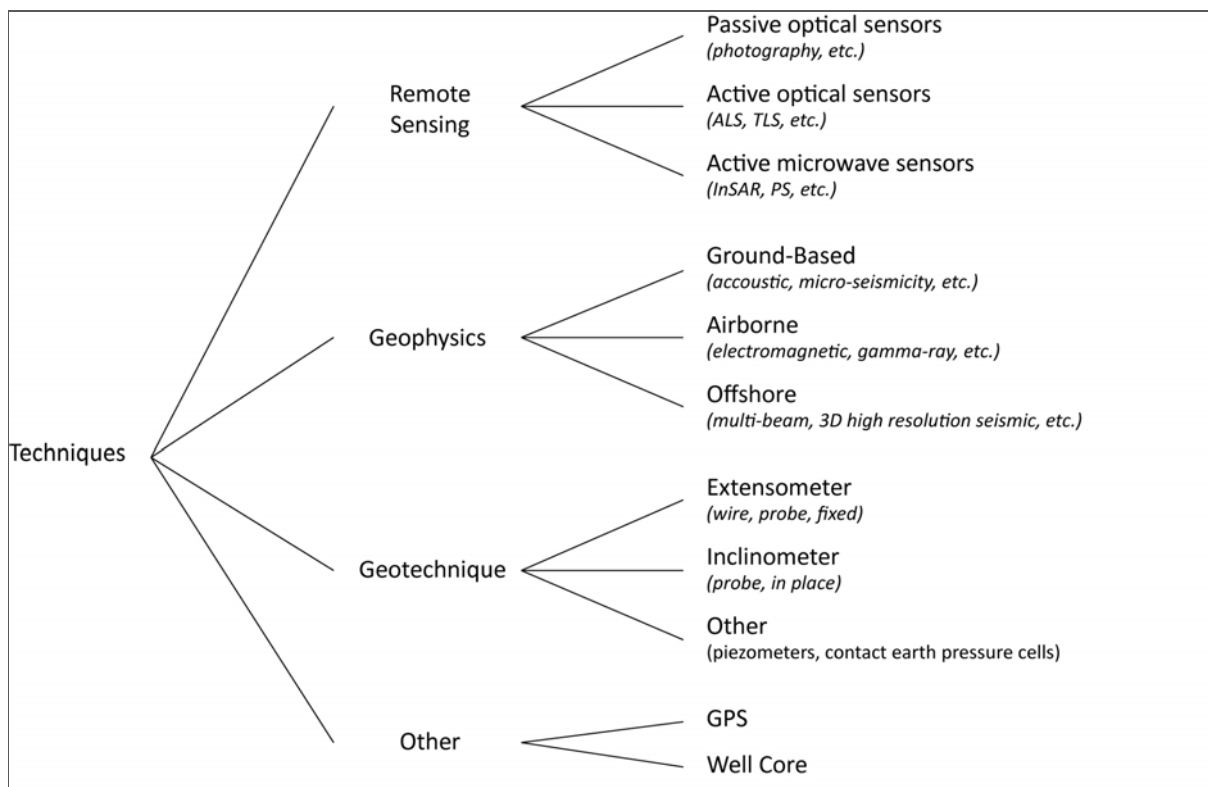 Techniques
Remote
Sensing
Passive optical sensors
(photography, etc.)
Active optical sensors
(ALS, TLS, etc.)
Active microwave sensors
(InSAR, PS, etc.)
Geophysics
Ground-Based
(accoustic, micro-seismicity, etc.)
Airborne
(electromagnetic, gamma-ray, etc.)
Offshore
(multi-beam, 3D high resolution seismic, etc.)
Geotechnique
Extensometer
(wire, probe, fixed)
Inclinometer
(probe, in place)
Other
(piezometers, contact earth pressure cells)
Other
GPS
Well Core